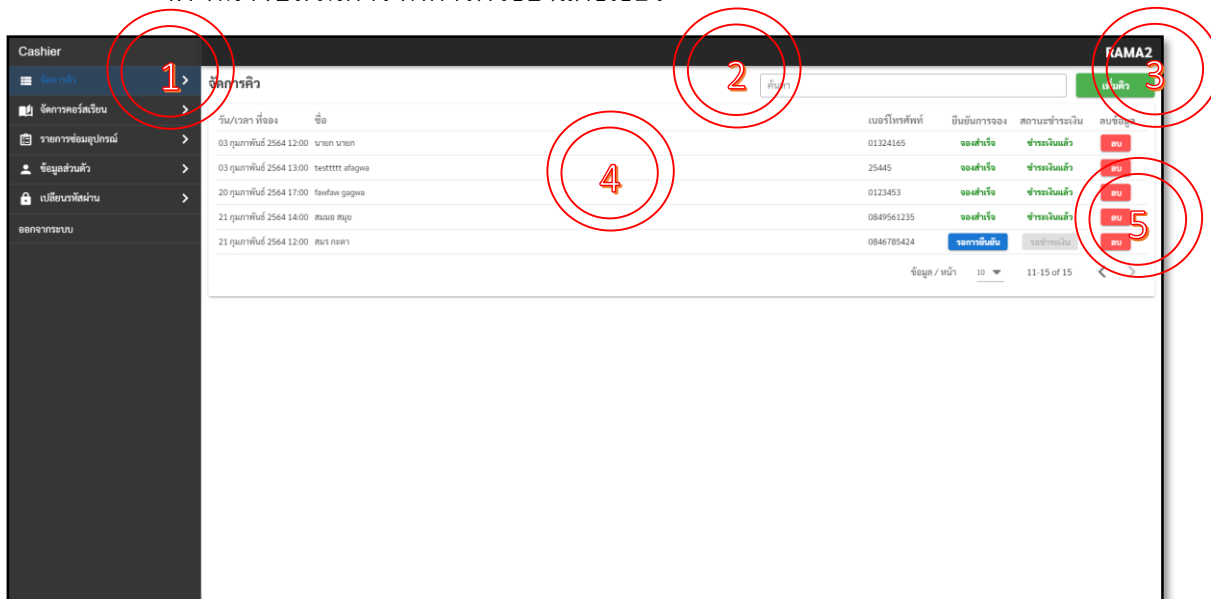 Cashier
RAMA2
จัดการคิว
1
จัดการคิว
2
ค้นหา
เพิ่มคิว
3
จัดการคอร์สเรียน
รายการซ่อมอุปกรณ์
ข้อมูลส่วนตัว
เปลี่ยนรหัสผ่าน
ออกจากระบบ
วัน/เวลา ที่จอง ชื่อ เบอร์โทรศัพท์ ยืนยันการจอง สถานะชำระเงิน ลบข้อมูล
03 กุมภาพันธ์ 2564 12:00 นายก นายก 01324165 จองสำเร็จ ชำระเงินแล้ว ลบ
03 กุมภาพันธ์ 2564 13:00 testtttt afagwa 25445 จองสำเร็จ ชำระเงินแล้ว ลบ
4
20 กุมภาพันธ์ 2564 17:00 fawfaw gagwa 0123453 จองสำเร็จ ชำระเงินแล้ว ลบ
21 กุมภาพันธ์ 2564 14:00 สมมอ สมุย 0849561235 จองสำเร็จ ชำระเงินแล้ว ลบ
5
21 กุมภาพันธ์ 2564 12:00 สมร กะตา 0846785424 รอการยืนยัน รอชำระเงิน ลบ
ข้อมูล / หน้า 10 11-15 of 15